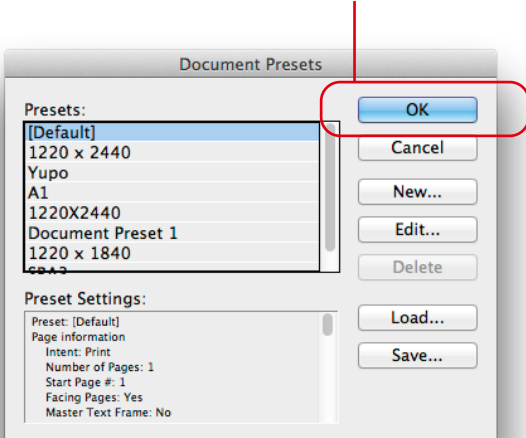 Document Presets
Presets:
[Default]
1220 x 2440
Yupo
A1
1220X2440
Document Preset 1
1220 x 1840
SRA3
OK
Cancel
New...
Edit...
Delete
Load...
Save...
Preset Settings:
Preset: [Default]
Page information
Intent: Print
Number of Pages: 1
Start Page #: 1
Facing Pages: Yes
Master Text Frame: No